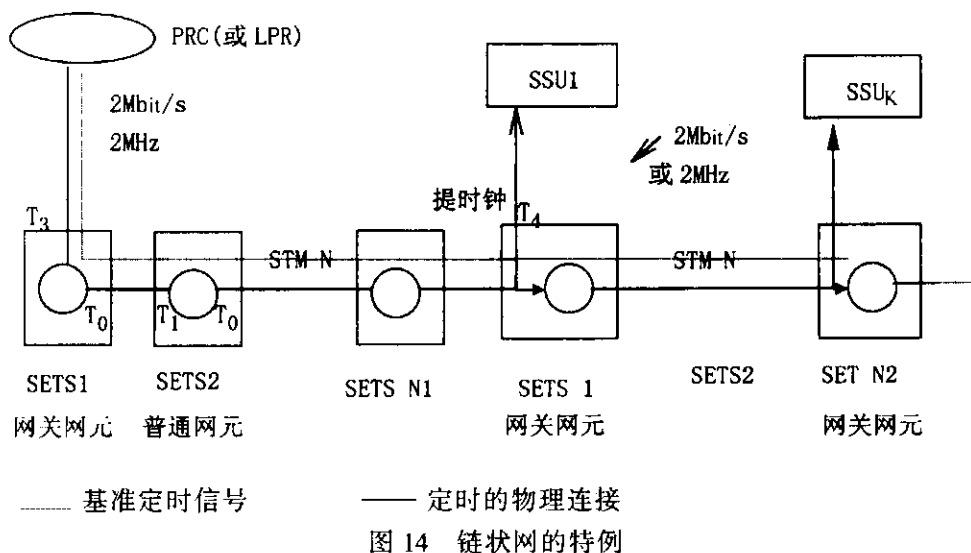 PRC(或 LPR)
2Mbit/s
2MHz
SSU1
SSUK
2Mbit/s
或 2MHz
提时钟
T3
T4
STM N
STM N
T0
T1
T0
SETS1
SETS2
SETS N1
SETS 1
SETS2
SET N2
网关网元
普通网元
网关网元
网关网元
基准定时信号
定时的物理连接
图 14 链状网的特例